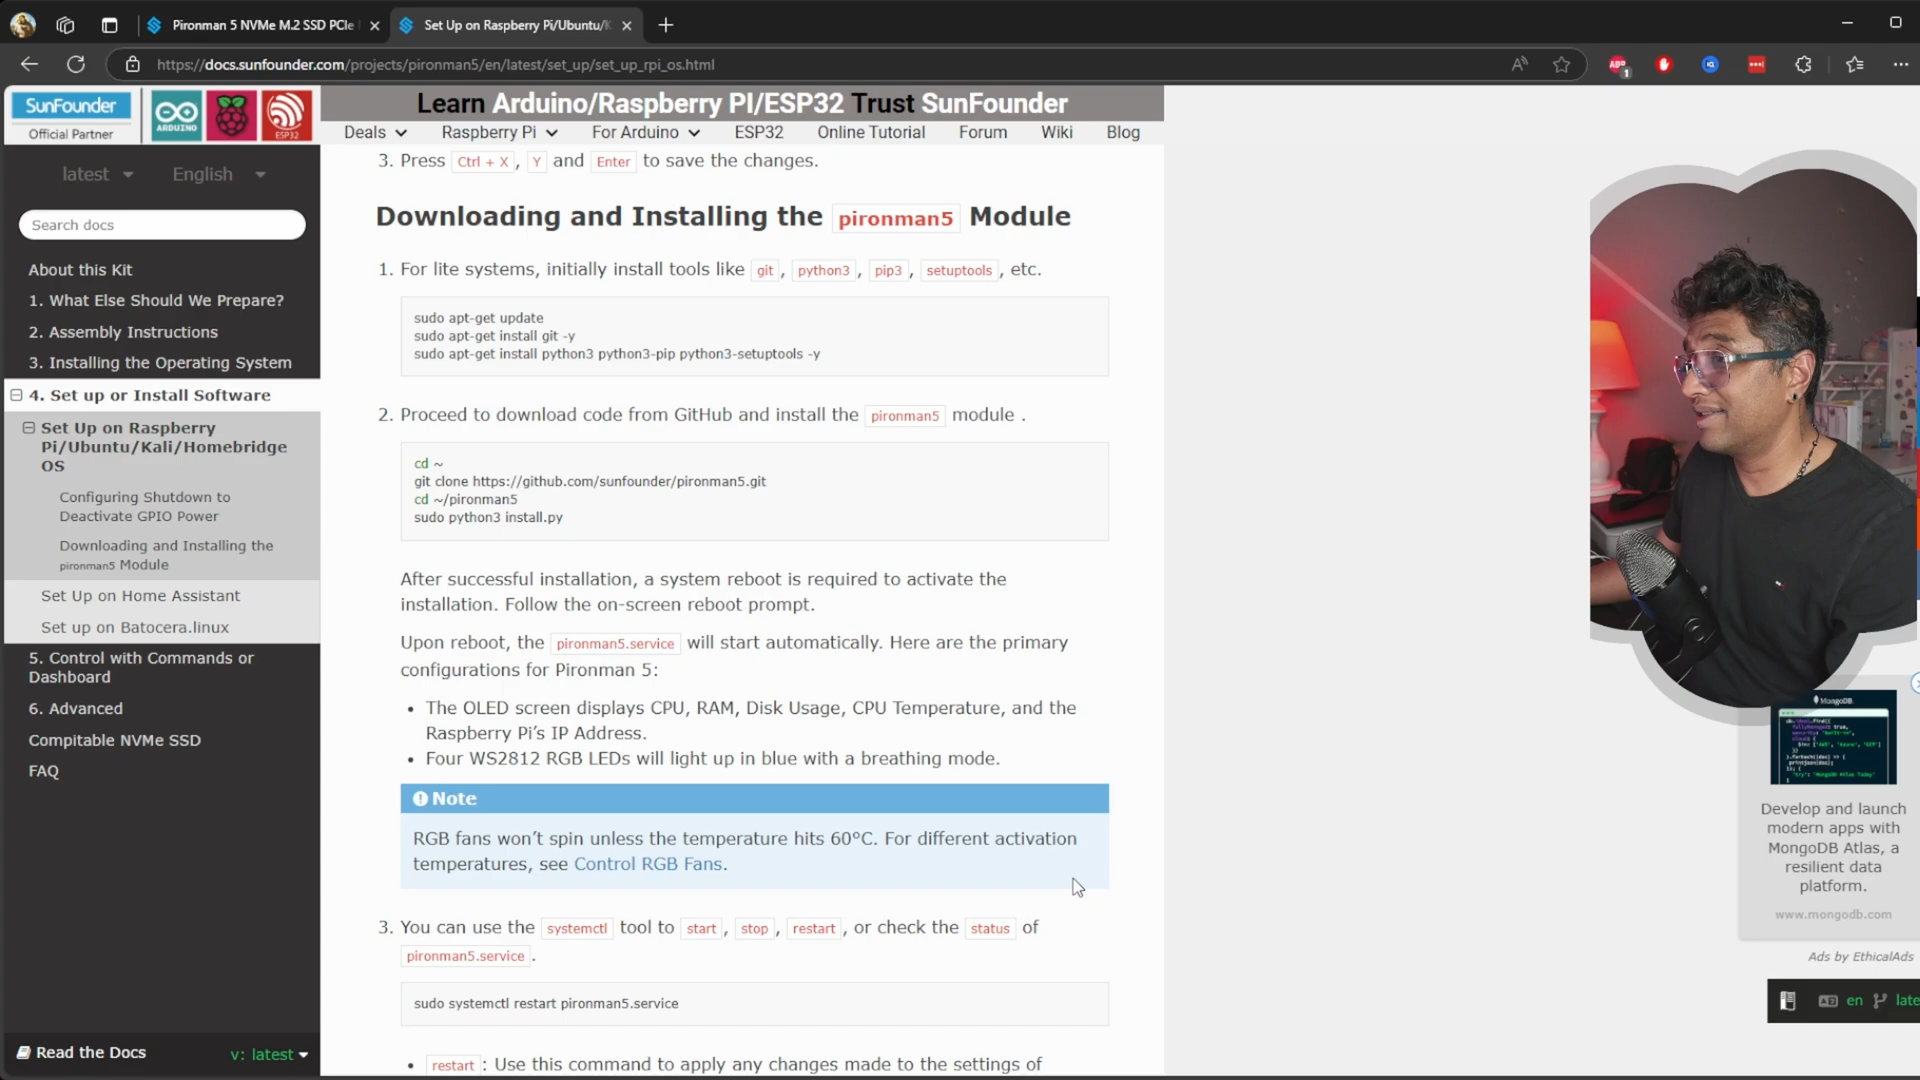 Pironman 5 NVMe M.2 SSD PCIe
Set Up on Raspberry Pi/Ubuntu/K
https://docs.sunfounder.com/projects/pironman5/en/latest/set_up/set_up_rpi_os.html
ABP
1
SunFounder
Official Partner
ARDUINO
ESP32
Learn Arduino/Raspberry PI/ESP32 Trust SunFounder
Deals
Raspberry Pi
For Arduino
ESP32
Online Tutorial
Forum
Wiki
Blog
latest
English
Search docs
About this Kit
1. What Else Should We Prepare?
2. Assembly Instructions
3. Installing the Operating System
4. Set up or Install Software
Set Up on Raspberry
Pi/Ubuntu/Kali/Homebridge
OS
Configuring Shutdown to
Deactivate GPIO Power
Downloading and Installing the
pironman5 Module
Set Up on Home Assistant
Set up on Batocera.linux
5. Control with Commands or
Dashboard
6. Advanced
Compitable NVMe SSD
FAQ
Read the Docs
v: latest
3. Press Ctrl + X, Y and Enter to save the changes.
Downloading and Installing the pironman5 Module
1. For lite systems, initially install tools like git, python3, pip3, setuptools, etc.
sudo apt-get update
sudo apt-get install git -y
sudo apt-get install python3 python3-pip python3-setuptools -y
2. Proceed to download code from GitHub and install the pironman5 module .
cd ~
git clone https://github.com/sunfounder/pironman5.git
cd ~/pironman5
sudo python3 install.py
After successful installation, a system reboot is required to activate the
installation. Follow the on-screen reboot prompt.
Upon reboot, the pironman5.service will start automatically. Here are the primary
configurations for Pironman 5:
• The OLED screen displays CPU, RAM, Disk Usage, CPU Temperature, and the
Raspberry Pi’s IP Address.
• Four WS2812 RGB LEDs will light up in blue with a breathing mode.
Note
RGB fans won’t spin unless the temperature hits 60°C. For different activation
temperatures, see Control RGB Fans.
3. You can use the systemctl tool to start, stop, restart, or check the status of
pironman5.service.
sudo systemctl restart pironman5.service
• restart: Use this command to apply any changes made to the settings of
MongoDB
Develop and launch
modern apps with
MongoDB Atlas, a
resilient data
platform.
www.mongodb.com
Ads by EthicalAds
en
late